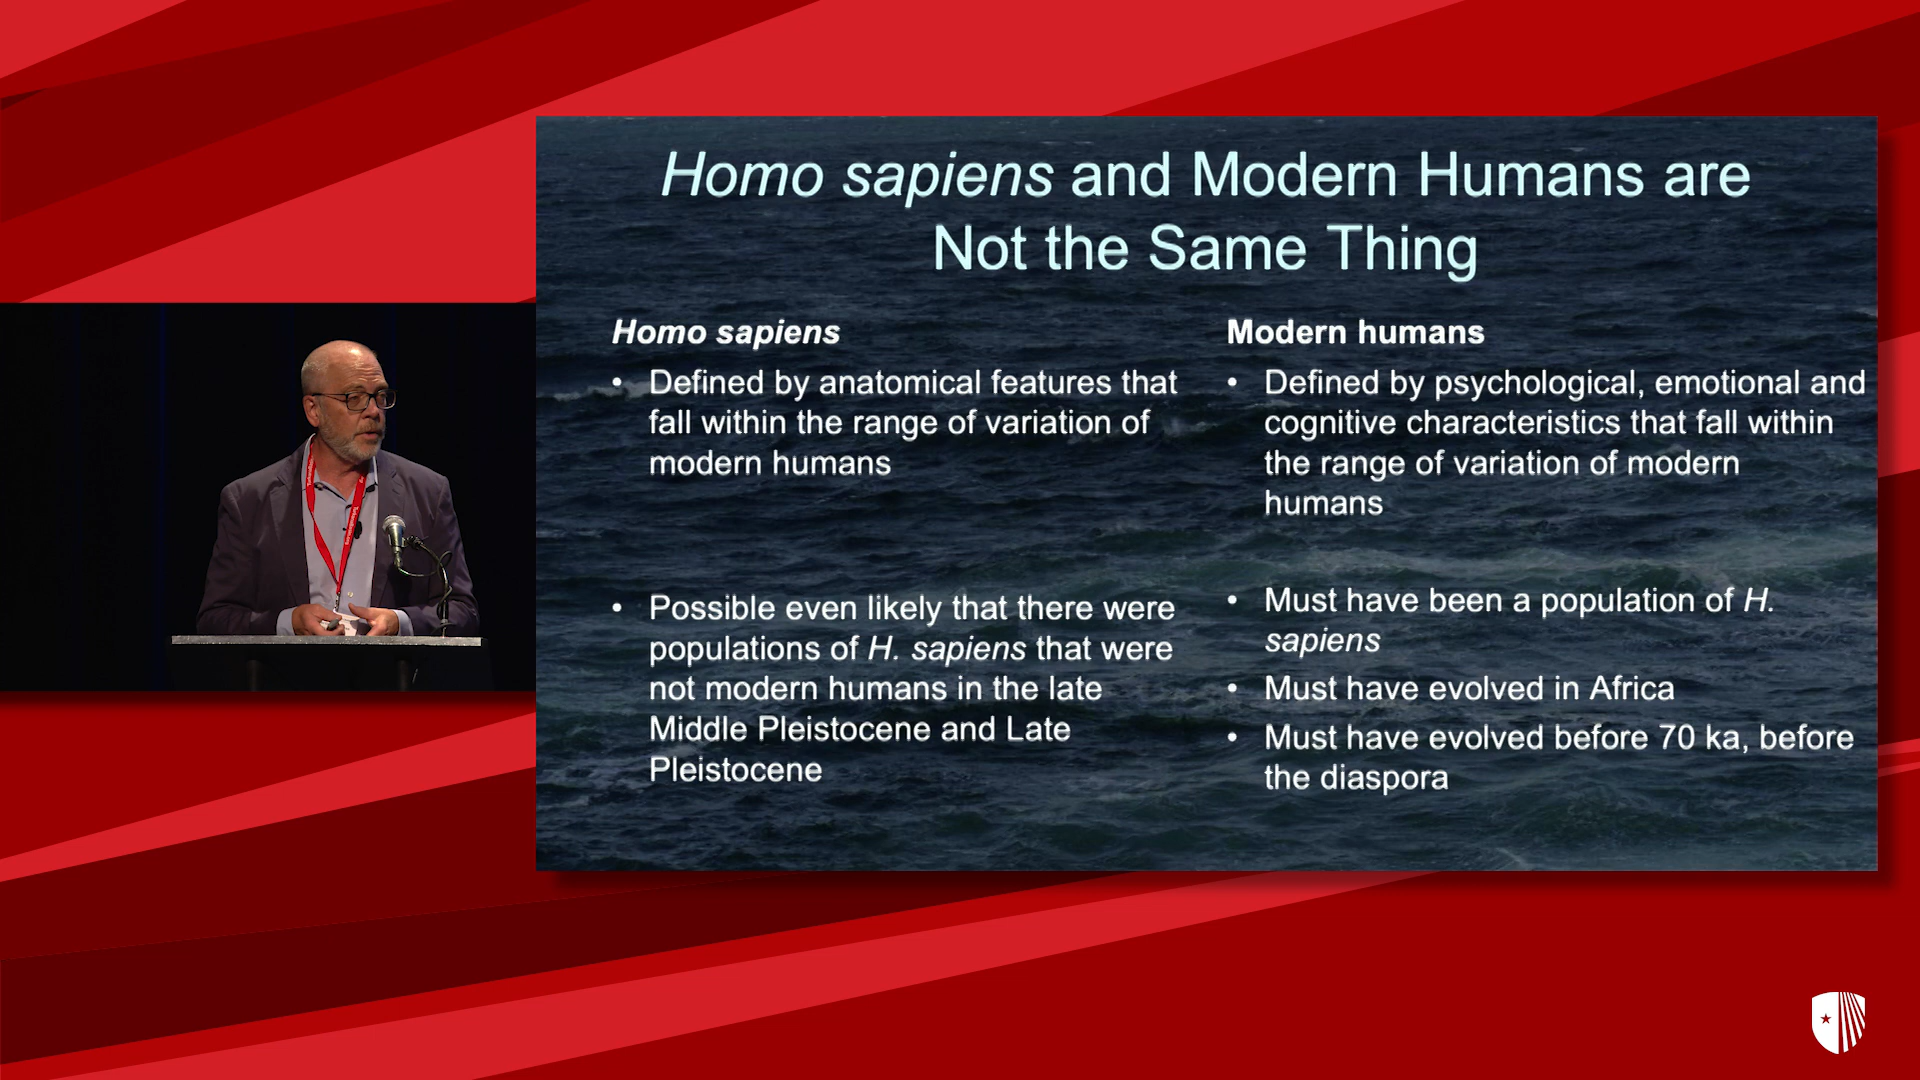 Homo sapiens and Modern Humans are
Not the Same Thing
Homo sapiens
• Defined by anatomical features that
fall within the range of variation of
modern humans
• Possible even likely that there were
populations of H. sapiens that were
not modern humans in the late
Middle Pleistocene and Late
Pleistocene
Modern humans
• Defined by psychological, emotional and
cognitive characteristics that fall within
the range of variation of modern
humans
• Must have been a population of H.
sapiens
• Must have evolved in Africa
• Must have evolved before 70 ka, before
the diaspora